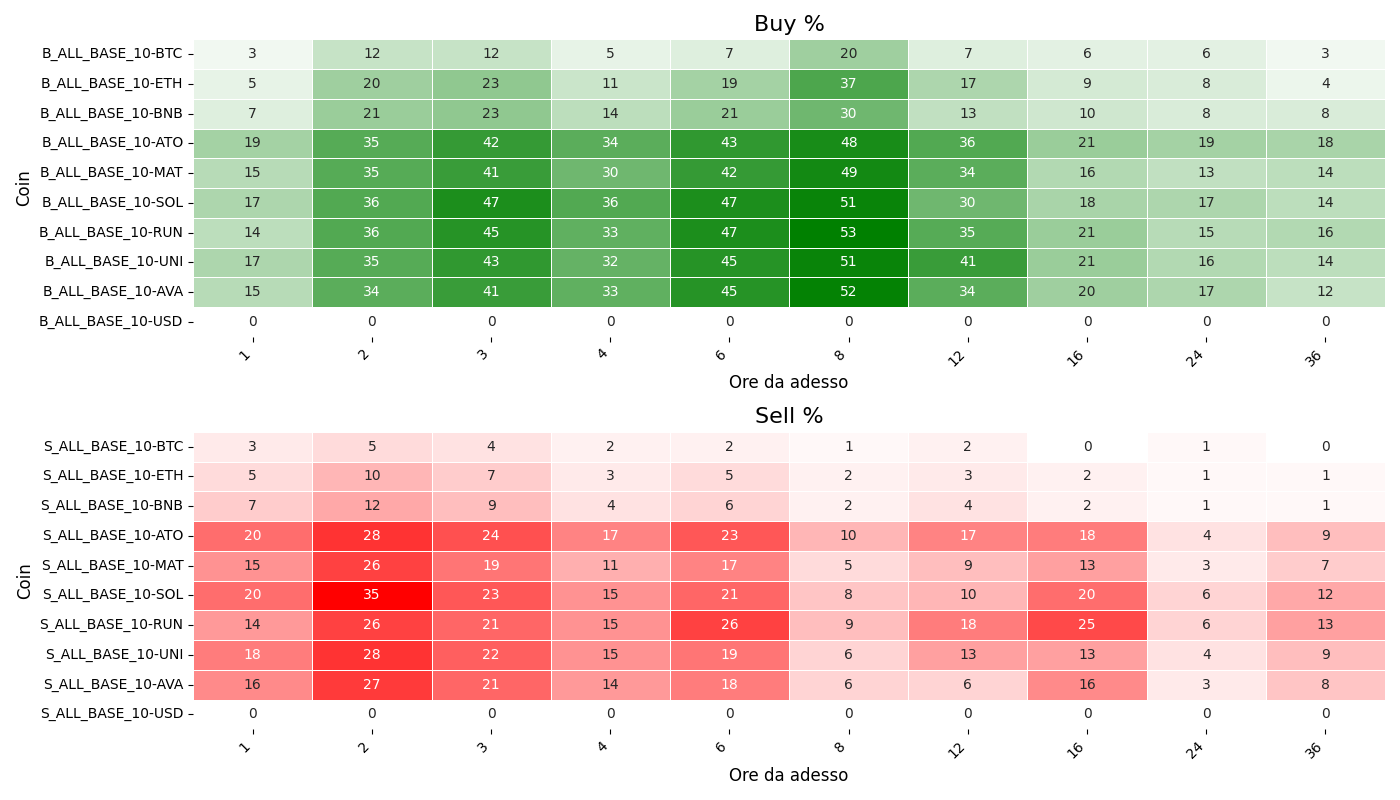 Buy %
Coin
B_ALL_BASE_10-BTC 3 12 12 5 7 20 7 6 6 3
B_ALL_BASE_10-ETH 5 20 23 11 19 37 17 9 8 4
B_ALL_BASE_10-BNB 7 21 23 14 21 30 13 10 8 8
B_ALL_BASE_10-ATO 19 35 42 34 43 48 36 21 19 18
B_ALL_BASE_10-MAT 15 35 41 30 42 49 34 16 13 14
B_ALL_BASE_10-SOL 17 36 47 36 47 51 30 18 17 14
B_ALL_BASE_10-RUN 14 36 45 33 47 53 35 21 15 16
B_ALL_BASE_10-UNI 17 35 43 32 45 51 41 21 16 14
B_ALL_BASE_10-AVA 15 34 41 33 45 52 34 20 17 12
B_ALL_BASE_10-USD 0 0 0 0 0 0 0 0 0 0
1 2 3 4 6 8 12 16 24 36
Ore da adesso
Sell %
Coin
S_ALL_BASE_10-BTC 3 5 4 2 2 1 2 0 1 0
S_ALL_BASE_10-ETH 5 10 7 3 5 2 3 2 1 1
S_ALL_BASE_10-BNB 7 12 9 4 6 2 4 2 1 1
S_ALL_BASE_10-ATO 20 28 24 17 23 10 17 18 4 9
S_ALL_BASE_10-MAT 15 26 19 11 17 5 9 13 3 7
S_ALL_BASE_10-SOL 20 35 23 15 21 8 10 20 6 12
S_ALL_BASE_10-RUN 14 26 21 15 26 9 18 25 6 13
S_ALL_BASE_10-UNI 18 28 22 15 19 6 13 13 4 9
S_ALL_BASE_10-AVA 16 27 21 14 18 6 6 16 3 8
S_ALL_BASE_10-USD 0 0 0 0 0 0 0 0 0 0
1 2 3 4 6 8 12 16 24 36
Ore da adesso